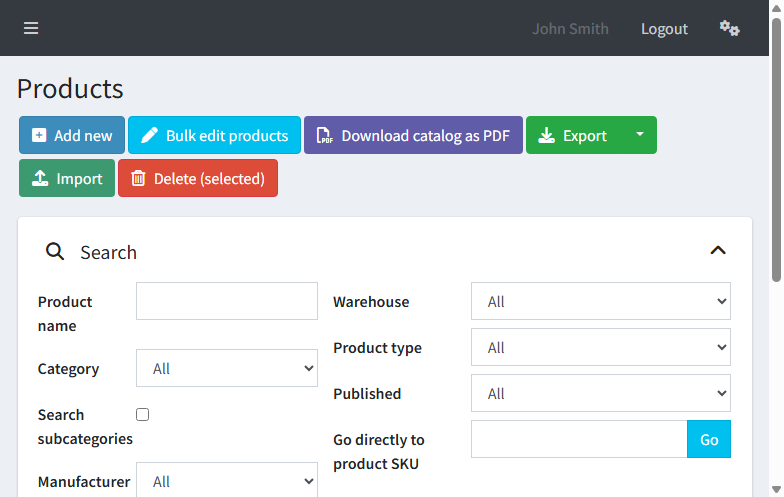 John Smith Logout
Products
Add new Bulk edit products PDF Download catalog as PDF Export
Import Delete (selected)
Search
Product name
Warehouse All
Product type All
Category All
Published All
Search subcategories
Go directly to product SKU Go
Manufacturer All